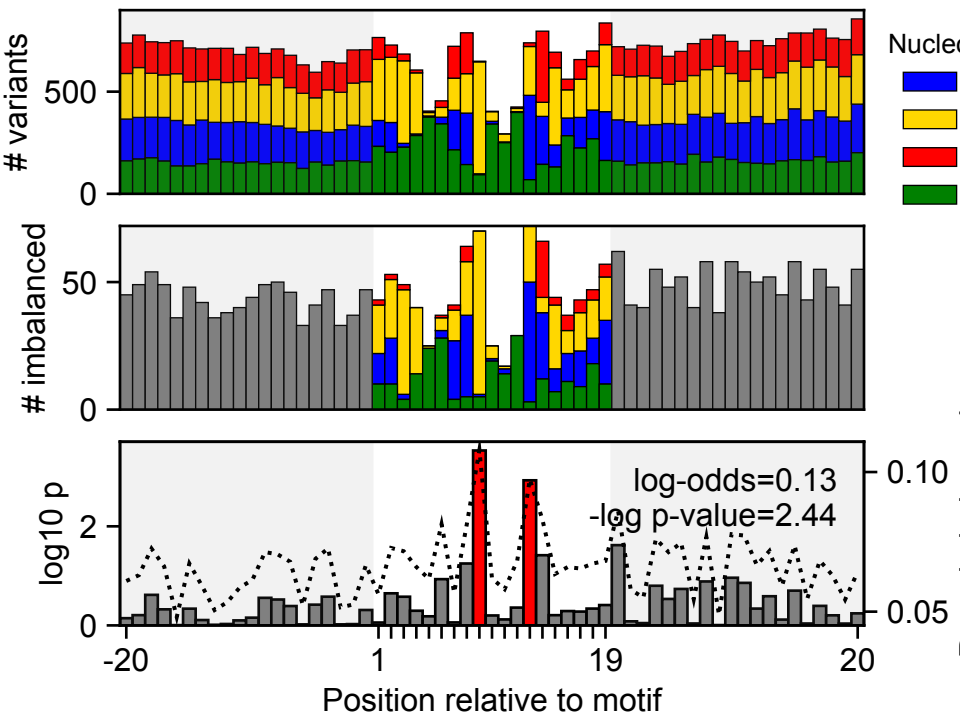 # variants
500
0
Nucleo
# imbalanced
50
0
log10 p
2
0
log-odds=0.13
-log p-value=2.44
0.10
0.05
-20
1
19
20
Position relative to motif